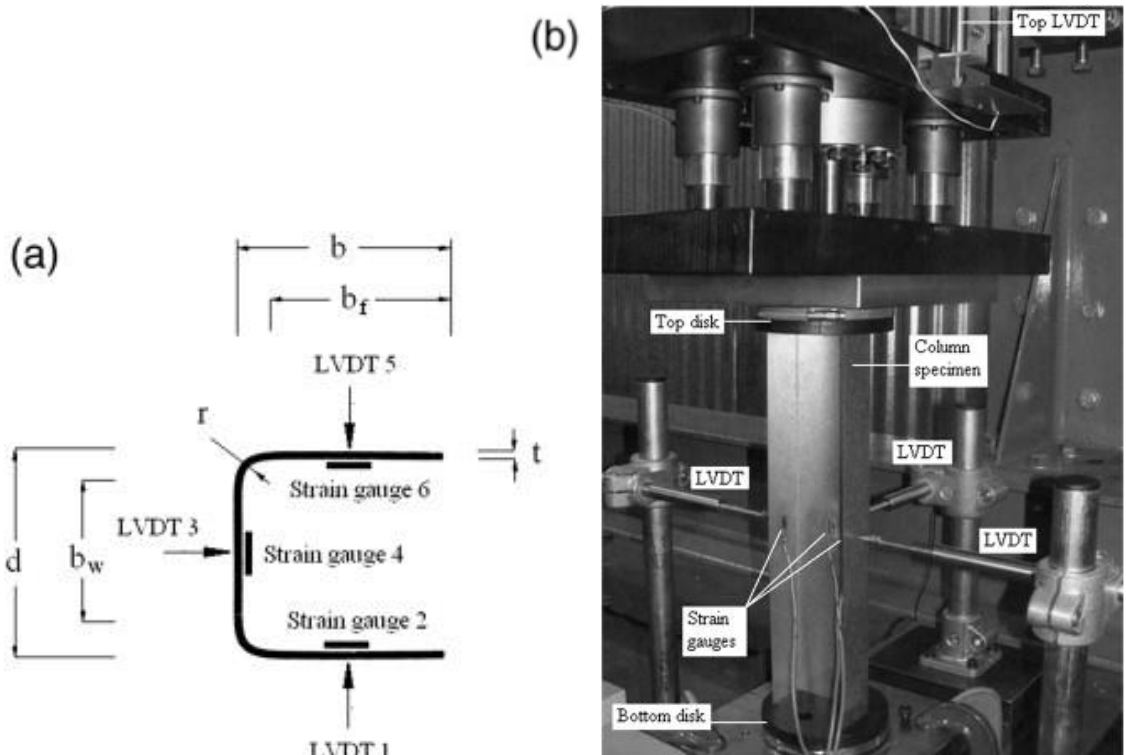 (a)
b
b_f
LVDT 5
r
t
Strain gauge 6
LVDT 3
Strain gauge 4
d
b_w
Strain gauge 2
LVDT 1
(b)
Top LVDT
Top disk
Column
specimen
LVDT
LVDT
LVDT
Strain
gauges
Bottom disk